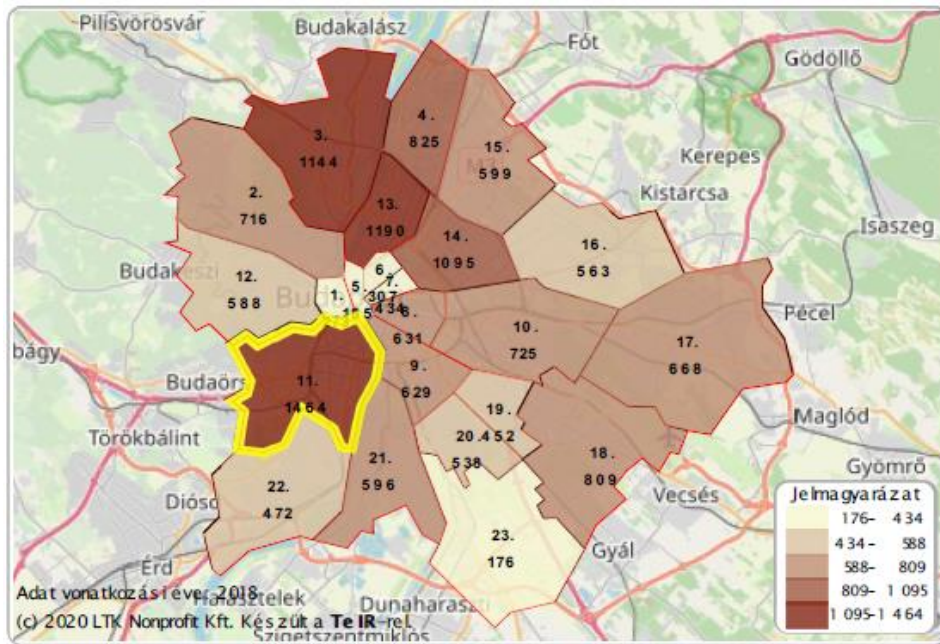 Pilisvörösvár
Budakalász
Fót
Gödöllő
3.
1144
4.
825
15.
599
Kerepes
Kistarcsa
2.
716
13.
1190
14.
1095
16.
563
Isaszeg
12.
588
1.
5.
6.
7.
307
434
8.
631
10.
725
17.
668
Pécel
9.
629
11.
1464
Törökbálint
19.
20.452
538
18.
809
Maglód
Gyömrő
Vecsés
21.
596
22.
472
23.
176
Gyál
Érd
Dunaharaszti
Jelmagyarázat
176– 434
434– 588
588– 809
809– 1 095
1 095–1 464
Adat vonatkozási éve: 2018
(c) 2020 LTK Nonprofit Kft. Készült a TeIR-rel.
Szigetszentmiklós